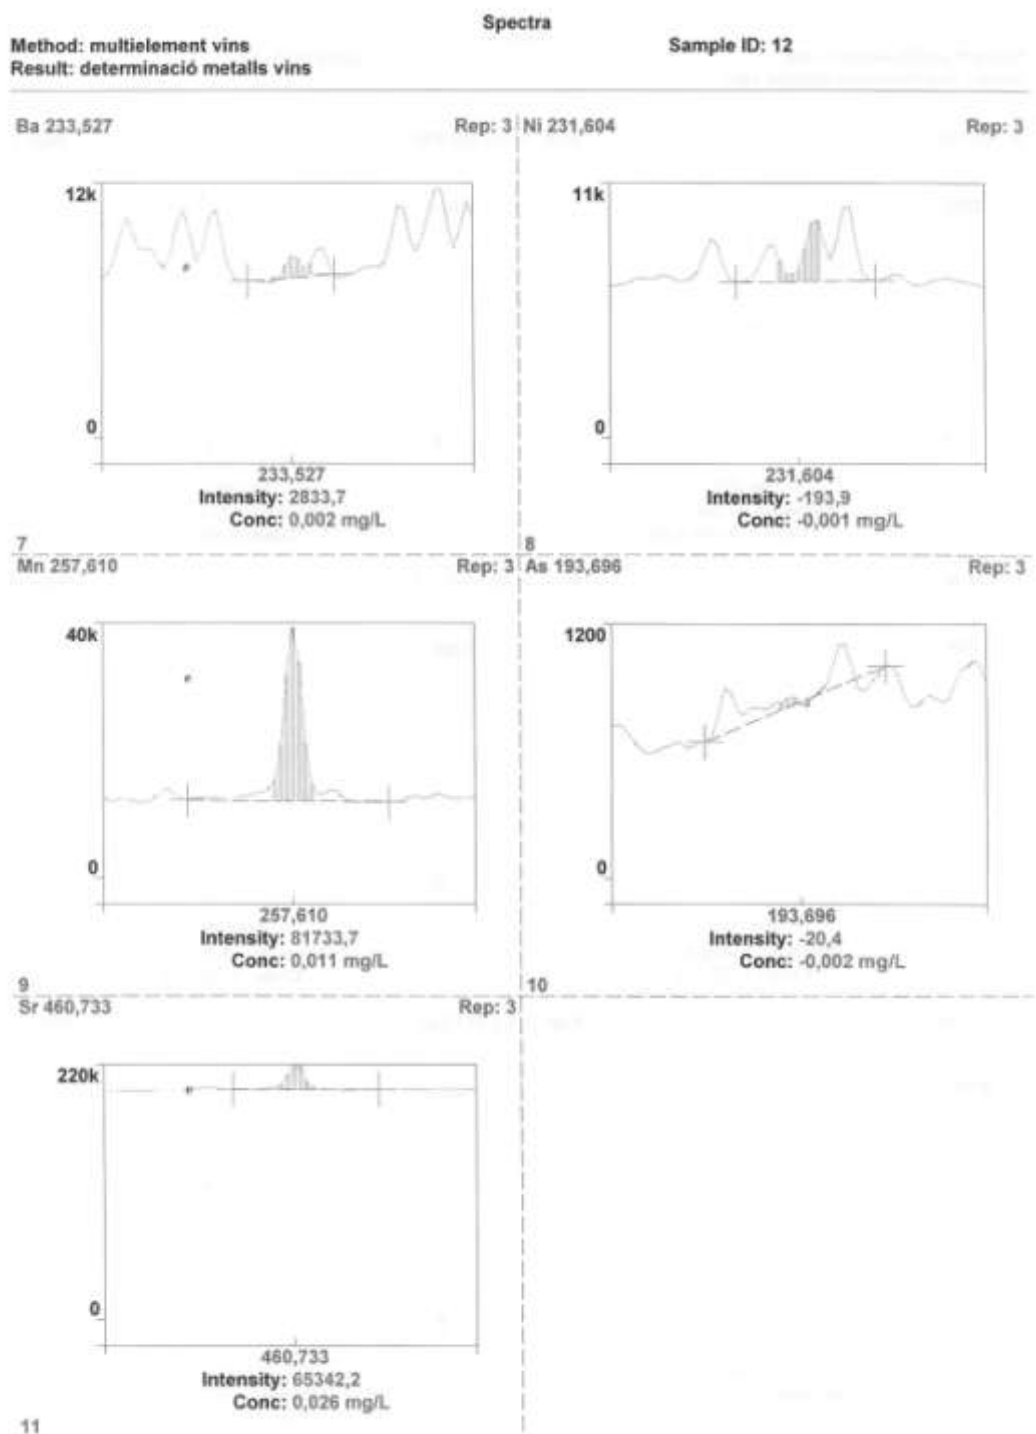 Spectra
Method: multielement vins
Sample ID: 12
Result: determinació metalls vins
Ba 233,527
Rep: 3
12k
0
233,527
Intensity: 2833,7
Conc: 0,002 mg/L
7
Ni 231,604
Rep: 3
11k
0
231,604
Intensity: -193,9
Conc: -0,001 mg/L
8
Mn 257,610
Rep: 3
40k
0
257,610
Intensity: 81733,7
Conc: 0,011 mg/L
9
As 193,696
Rep: 3
1200
0
193,696
Intensity: -20,4
Conc: -0,002 mg/L
10
Sr 460,733
Rep: 3
220k
0
460,733
Intensity: 65342,2
Conc: 0,026 mg/L
11